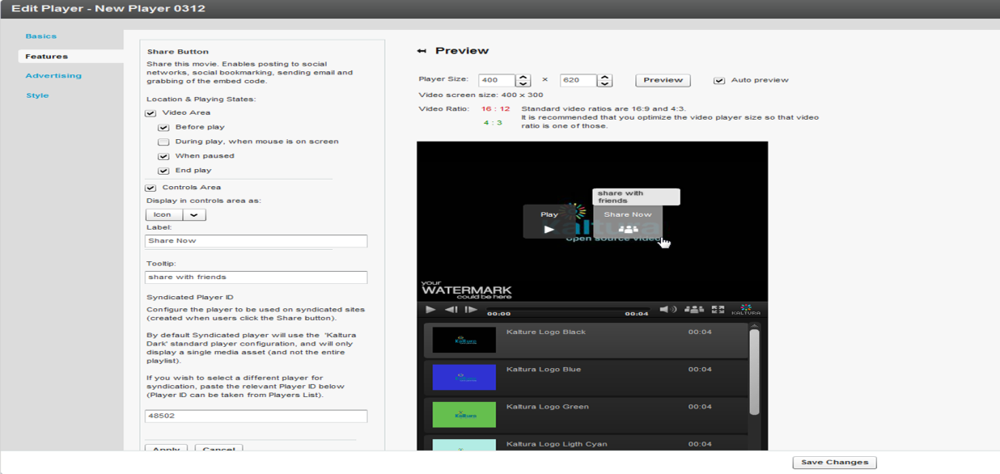 Edit Player - New Player 0312
Basics
Features
Advertising
Style
Share Button
Share this movie. Enables posting to social
networks, social bookmarking, sending email and
grabbing of the embed code.
Location & Playing States:
Video Area
Before play
During play, when mouse is on screen
When paused
End play
Controls Area
Display in controls area as:
Icon
Label:
Share Now
Tooltip:
share with friends
Syndicated Player ID
Configure the player to be used on syndicated sites
(created when users click the Share button).
By default Syndicated player will use the 'Kaltura
Dark' standard player configuration, and will only
display a single media asset (and not the entire
playlist).
If you wish to select a different player for
syndication, paste the relevant Player ID below
(Player ID can be taken from Players List).
48502
Apply Cancel
Preview
Player Size: 400 x 620 Preview Auto preview
Video screen size: 400 x 300
Video Ratio: 16 : 12 Standard video ratios are 16:9 and 4:3.
It is recommended that you optimize the video player size so that video
4 : 3
ratio is one of those.
share with
friends
Play Share Now
Kaltura
open source video
your
WATERMARK
could be here
00:00 00:04 KALTURA
Kaltura Kalture Logo Black 00:04
Kaltura Kaltura Logo Blue 00:04
Kaltura Kaltura Logo Green 00:04
Kaltura Logo Ligth Cyan 00:04
Save Changes